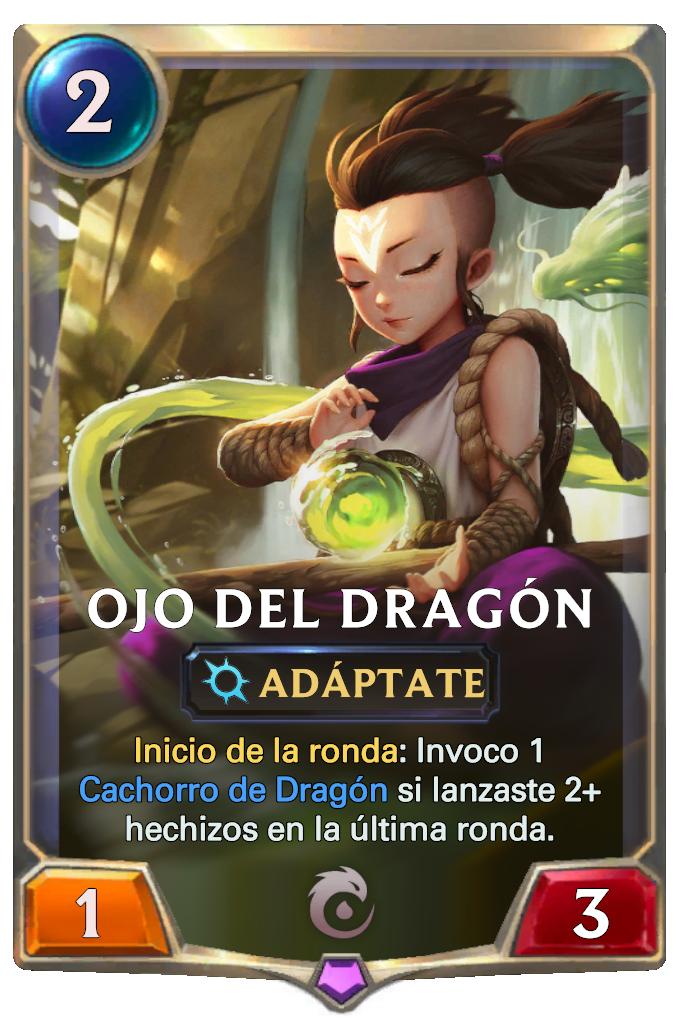 2
OJO DEL DRAGÓN
ADÁPTATE
Inicio de la ronda: Invoco 1
Cachorro de Dragón si lanzaste 2+
hechizos en la última ronda.
1
3